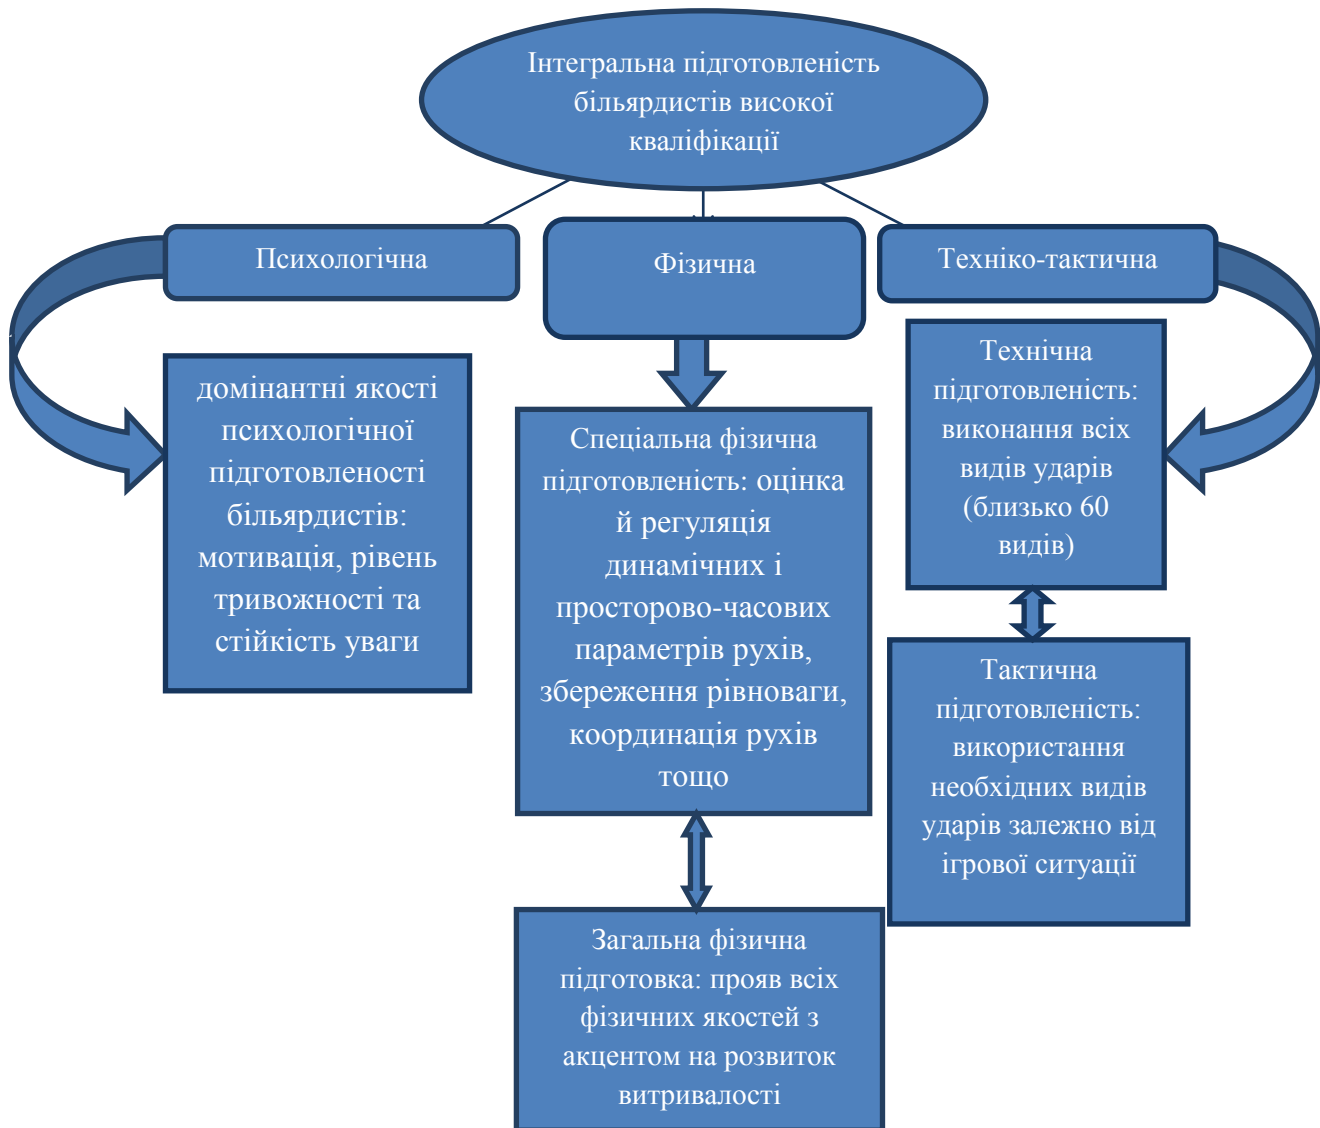 Інтегральна підготовленість
більярдистів високої
кваліфікації
Психологічна
Фізична
Техніко-тактична
домінантні якості
психологічної
підготовленості
більярдистів:
мотивація, рівень
тривожності та
стійкість уваги
Спеціальна фізична
підготовленість: оцінка
й регуляція
динамічних і
просторово-часових
параметрів рухів,
збереження рівноваги,
координація рухів
тощо
Загальна фізична
підготовка: прояв всіх
фізичних якостей з
акцентом на розвиток
витривалості
Технічна
підготовленість:
виконання всіх
видів ударів
(близько 60
видів)
Тактична
підготовленість:
використання
необхідних видів
ударів залежно від
ігрової ситуації